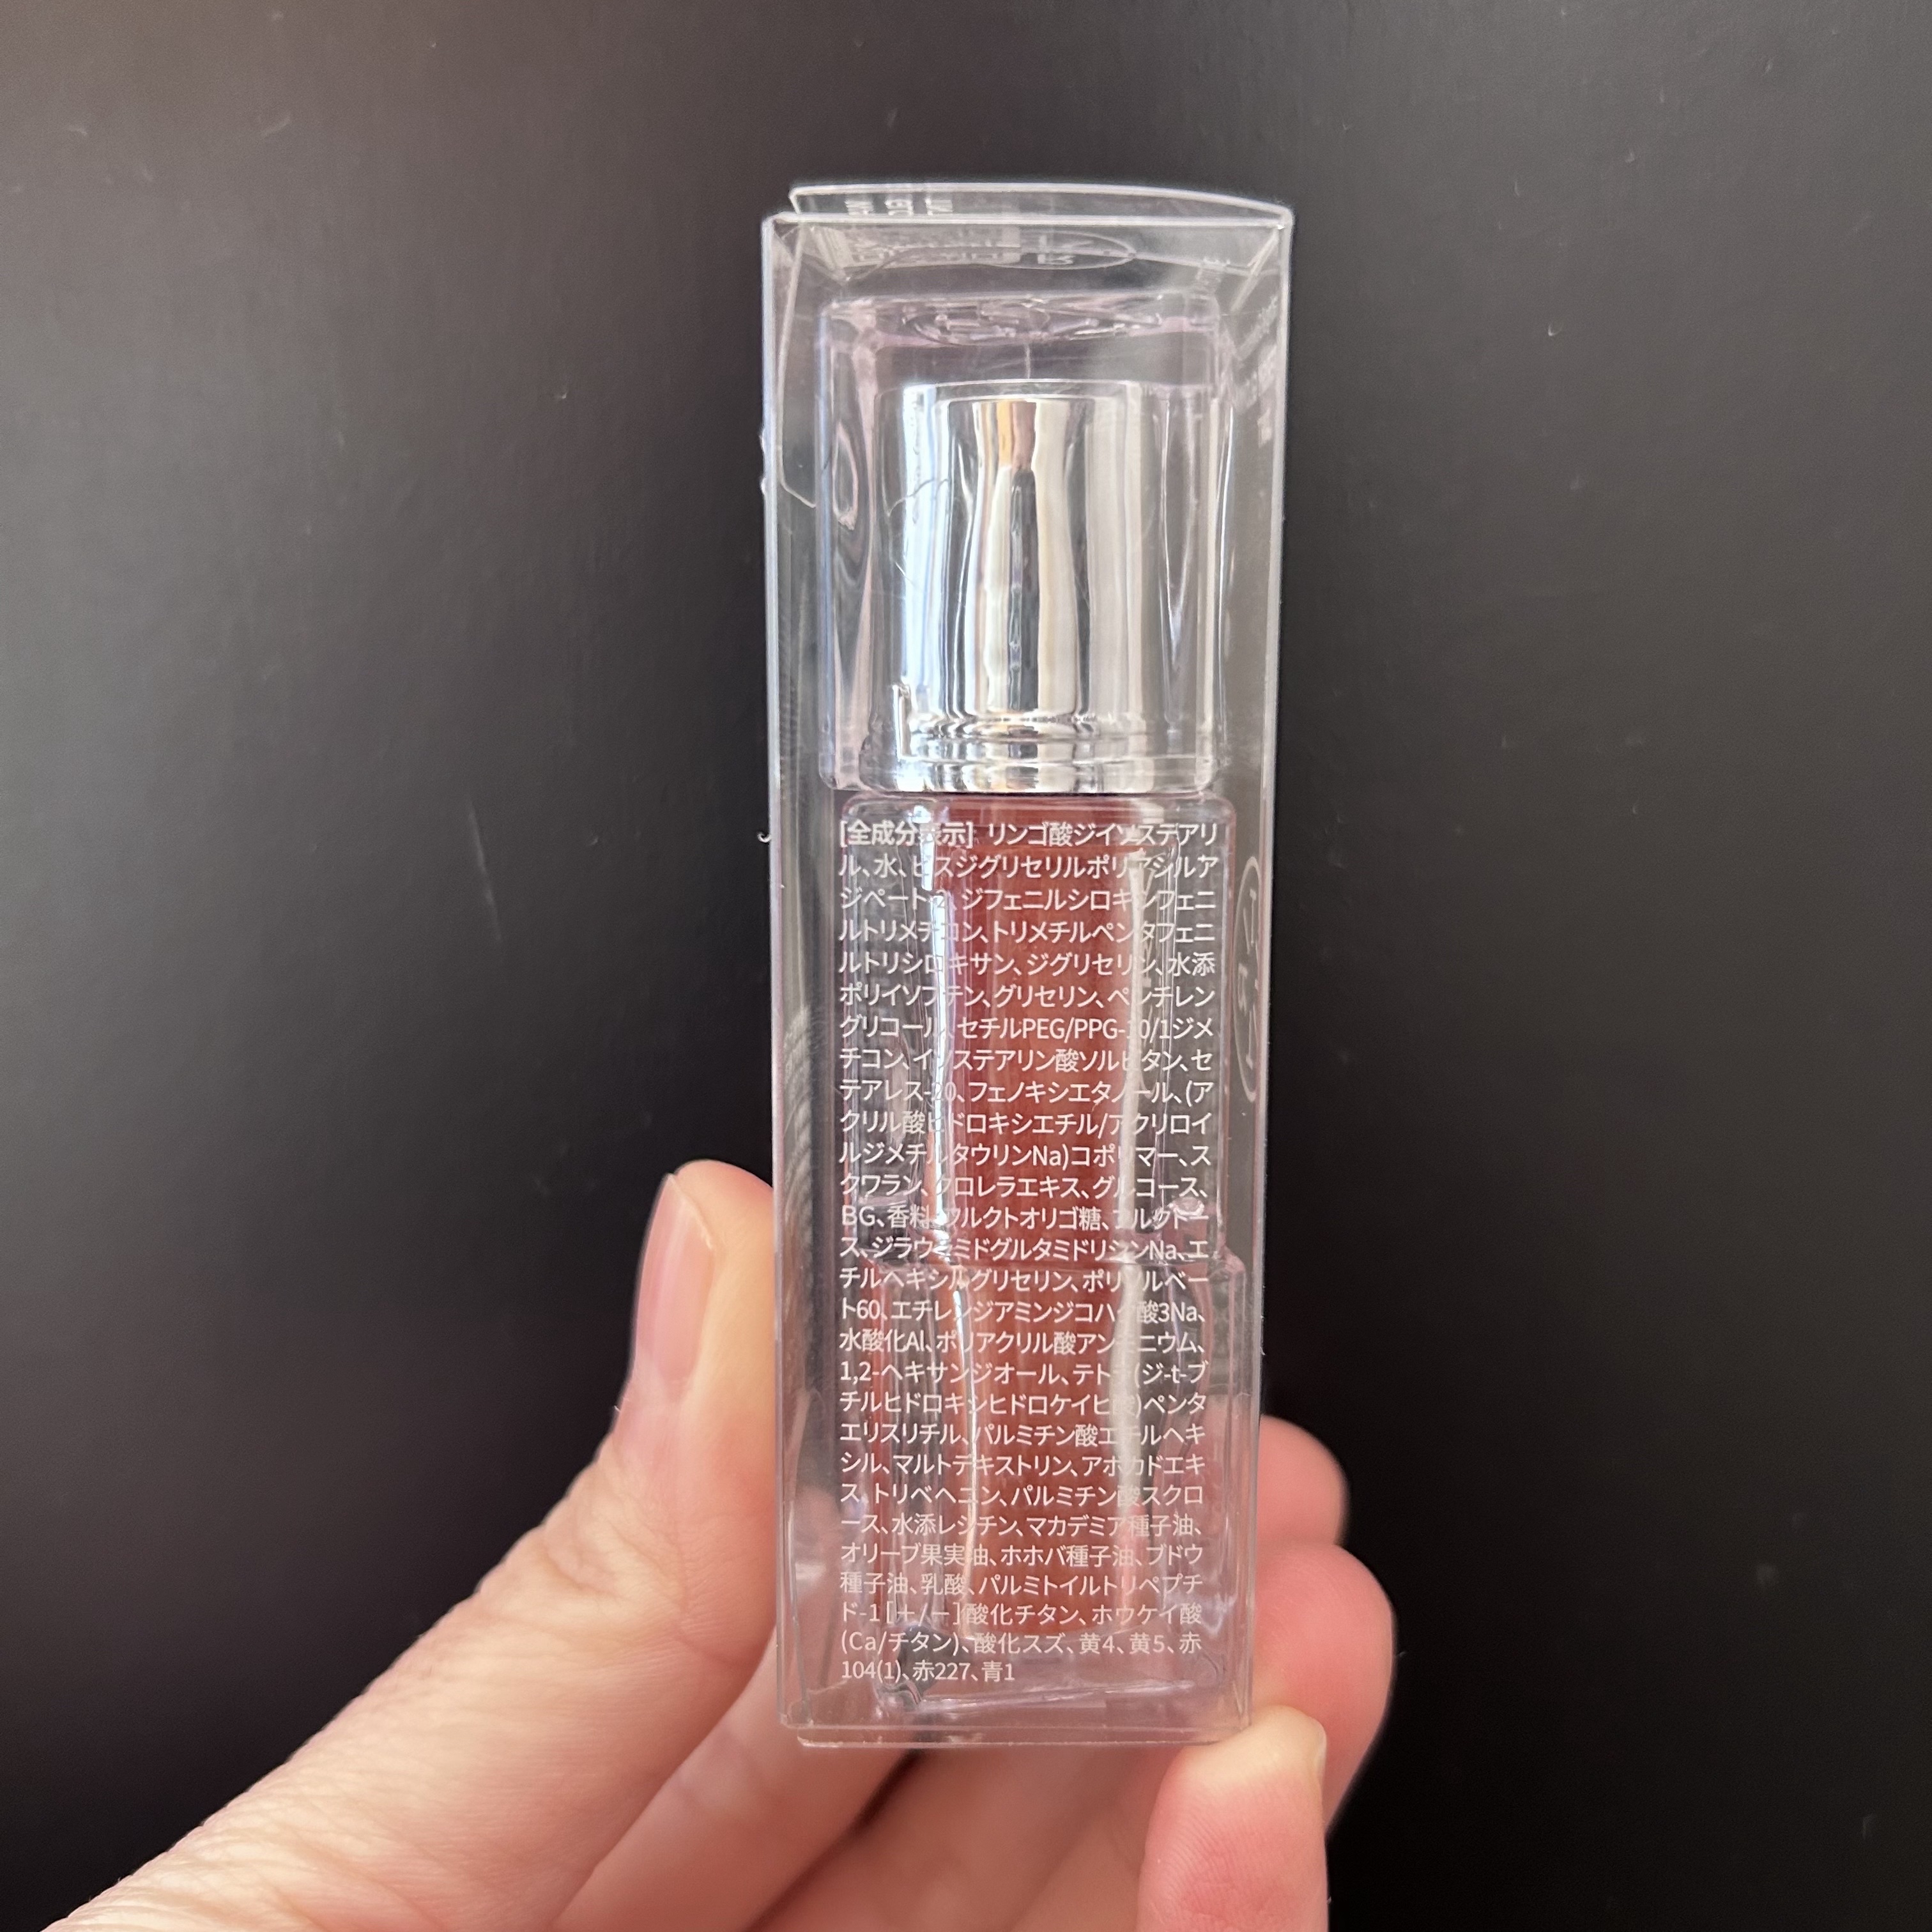 [全成分表示] リンゴ酸ジイソステアリ
ル、水、ビスジグリセリルポリアシルア
ジペート-2、ジフェニルシロキシフェニ
ルトリメチコン、トリメチルペンタフェニ
ルトリシロキサン、ジグリセリン、水添
ポリイソブテン、グリセリン、ペンチレン
グリコール、セチルPEG/PPG-10/1ジメ
チコン、イソステアリン酸ソルビタン、セ
テアレス-20、フェノキシエタノール、(ア
クリル酸ヒドロキシエチル/アクリロイ
ルジメチルタウリンNa)コポリマー、ス
クワラン、クロレラエキス、グルコース、
BG、香料、フルクトオリゴ糖、フルクトー
ス、ジラウラミドグルタミドリシンNa、エ
チルヘキシルグリセリン、ポリソルベー
ト60、エチレンジアミンジコハク酸3Na、
水酸化Al、ポリアクリル酸アンモニウム、
1,2-ヘキサンジオール、テトラ(ジ-t-ブ
チルヒドロキシヒドロケイヒ酸)ペンタ
エリスリチル、パルミチン酸エチルヘキ
シル、マルトデキストリン、アボカドエキ
ス、トリベヘニン、パルミチン酸スクロ
ース、水添レシチン、マカデミア種子油、
オリーブ果実油、ホホバ種子油、ブドウ
種子油、乳酸、パルミトイルトリペプチ
ド-1 [+/-]酸化チタン、ホウケイ酸
(Ca/チタン)、酸化スズ、黄4、黄5、赤
104(1)、赤227、青1